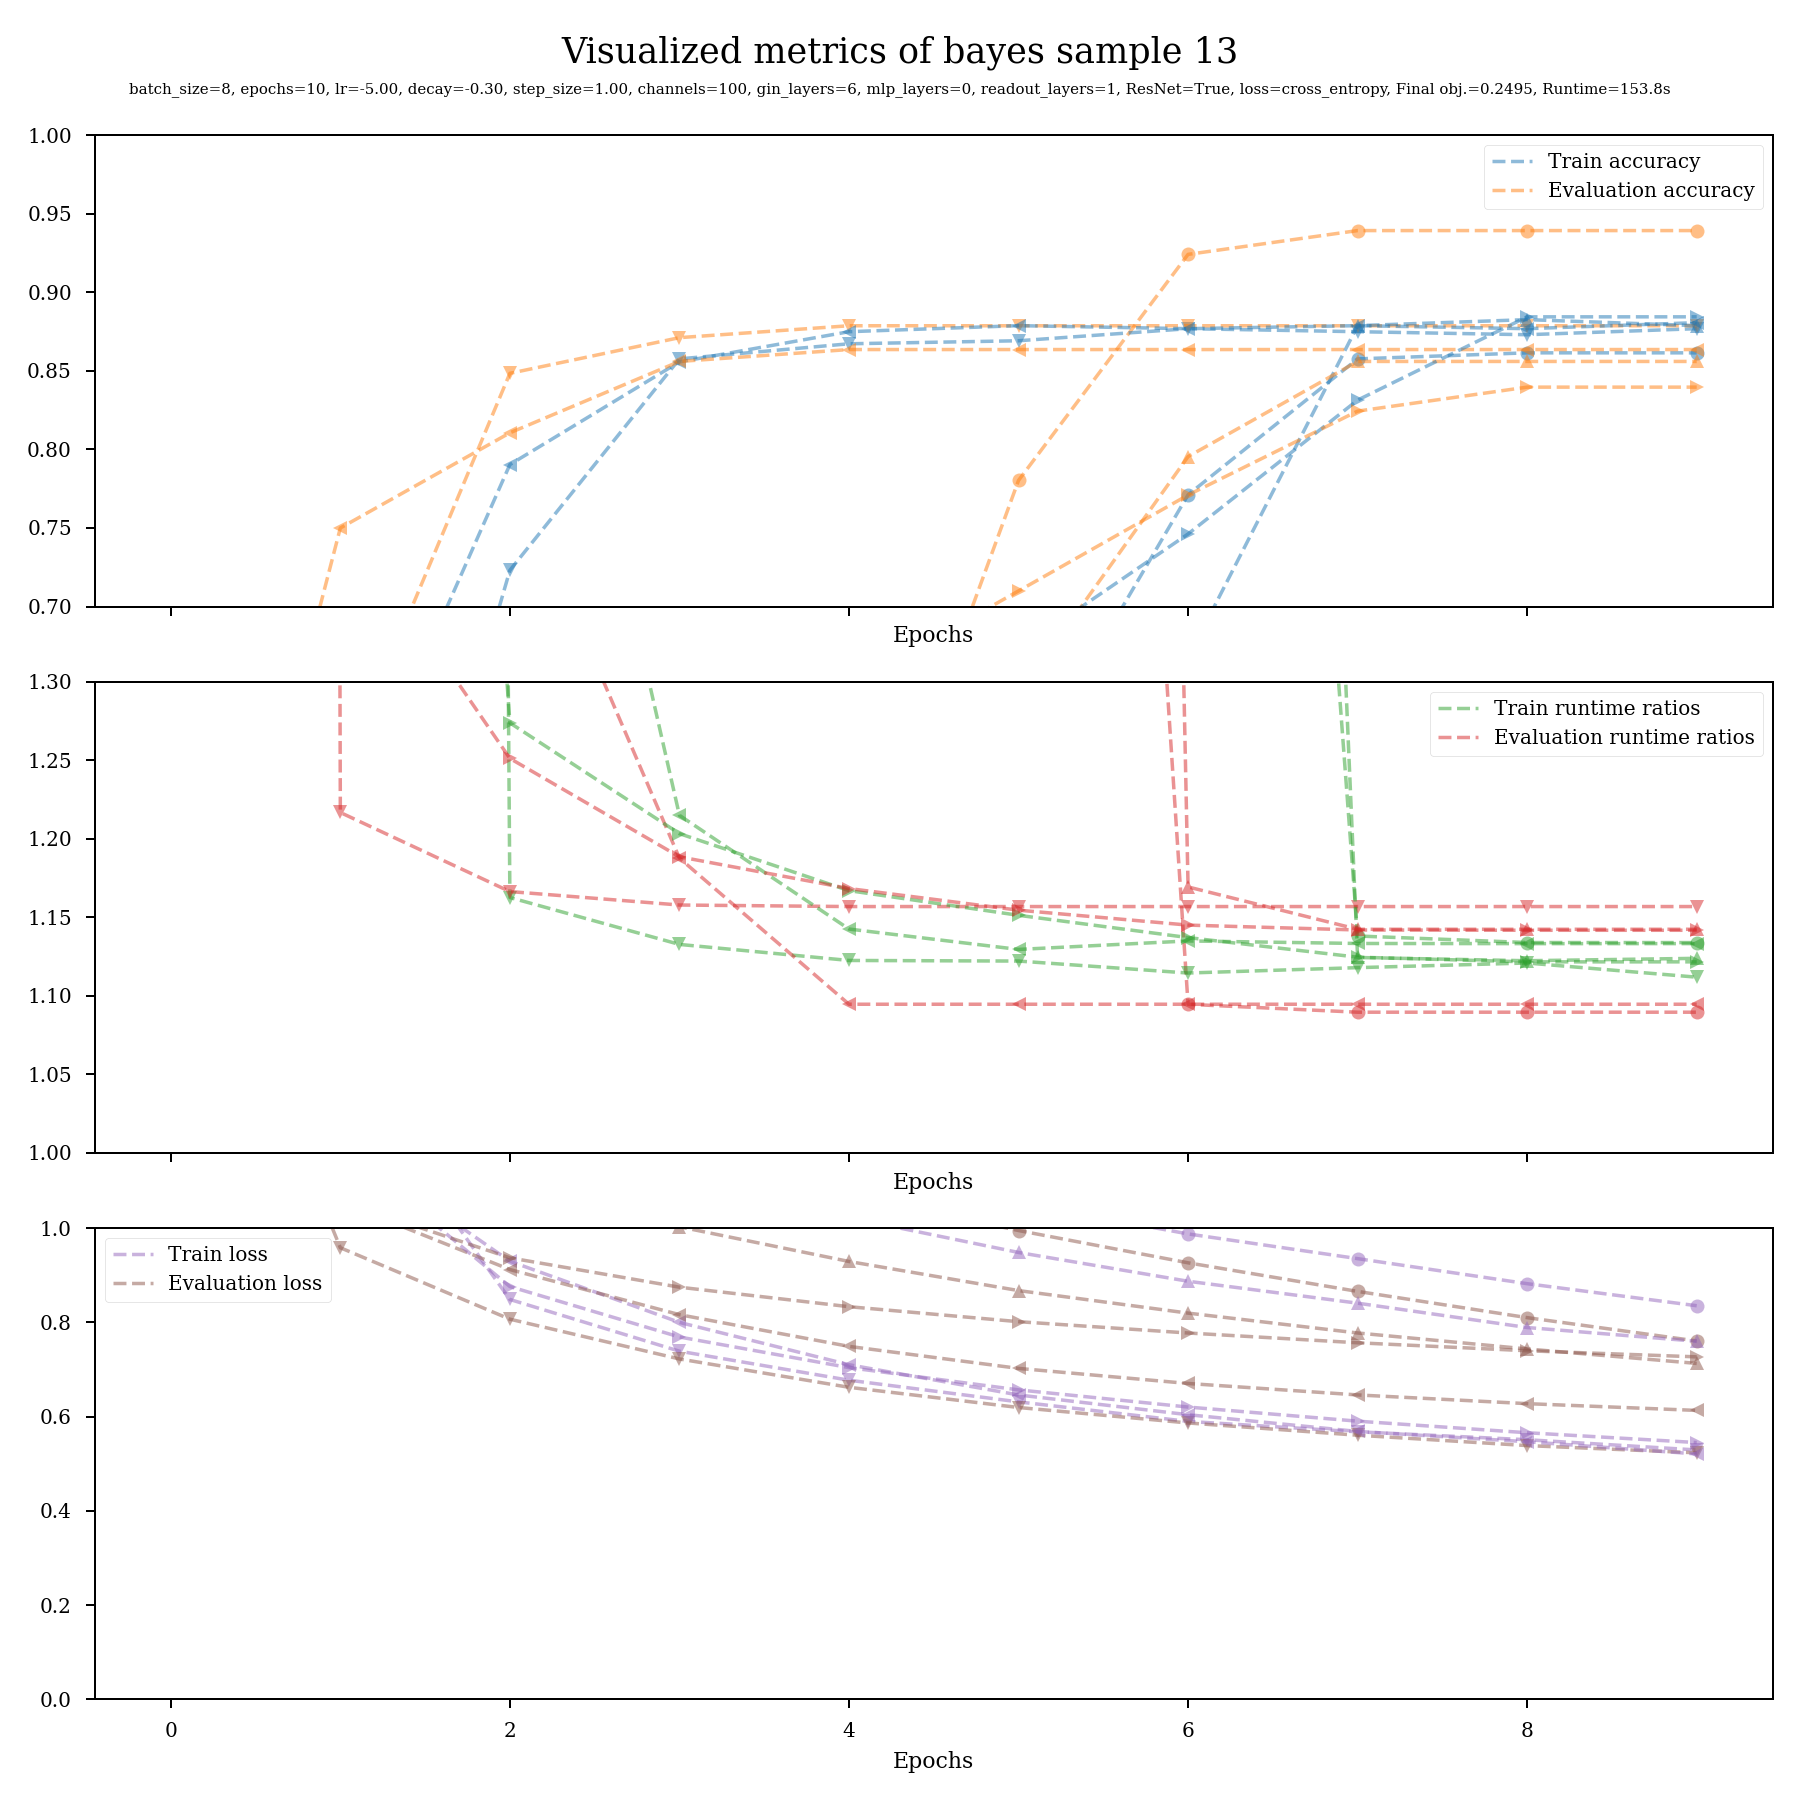 Visualized metrics of bayes sample 13
batch_size=8, epochs=10, lr=-5.00, decay=-0.30, step_size=1.00, channels=100, gin_layers=6, mlp_layers=0, readout_layers=1, ResNet=True, loss=cross_entropy, Final obj.=0.2495, Runtime=153.8s
1.00
0.95
0.90
0.85
0.80
0.75
0.70
Train accuracy
Evaluation accuracy
Epochs
1.30
1.25
1.20
1.15
1.10
1.05
1.00
Train runtime ratios
Evaluation runtime ratios
Epochs
1.0
0.8
0.6
0.4
0.2
0.0
Train loss
Evaluation loss
0 2 4 6 8
Epochs